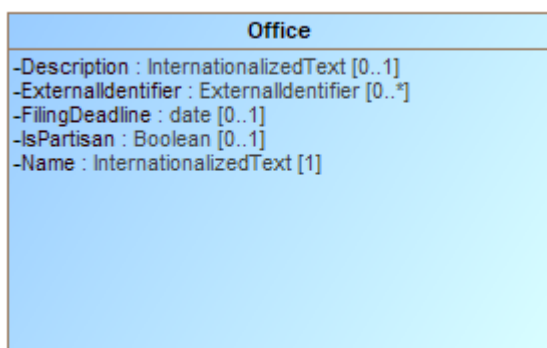 Office
-Description : InternationalizedText [0..1]
-ExternalIdentifier : ExternalIdentifier [0..*]
-FilingDeadline : date [0..1]
-IsPartisan : Boolean [0..1]
-Name : InternationalizedText [1]